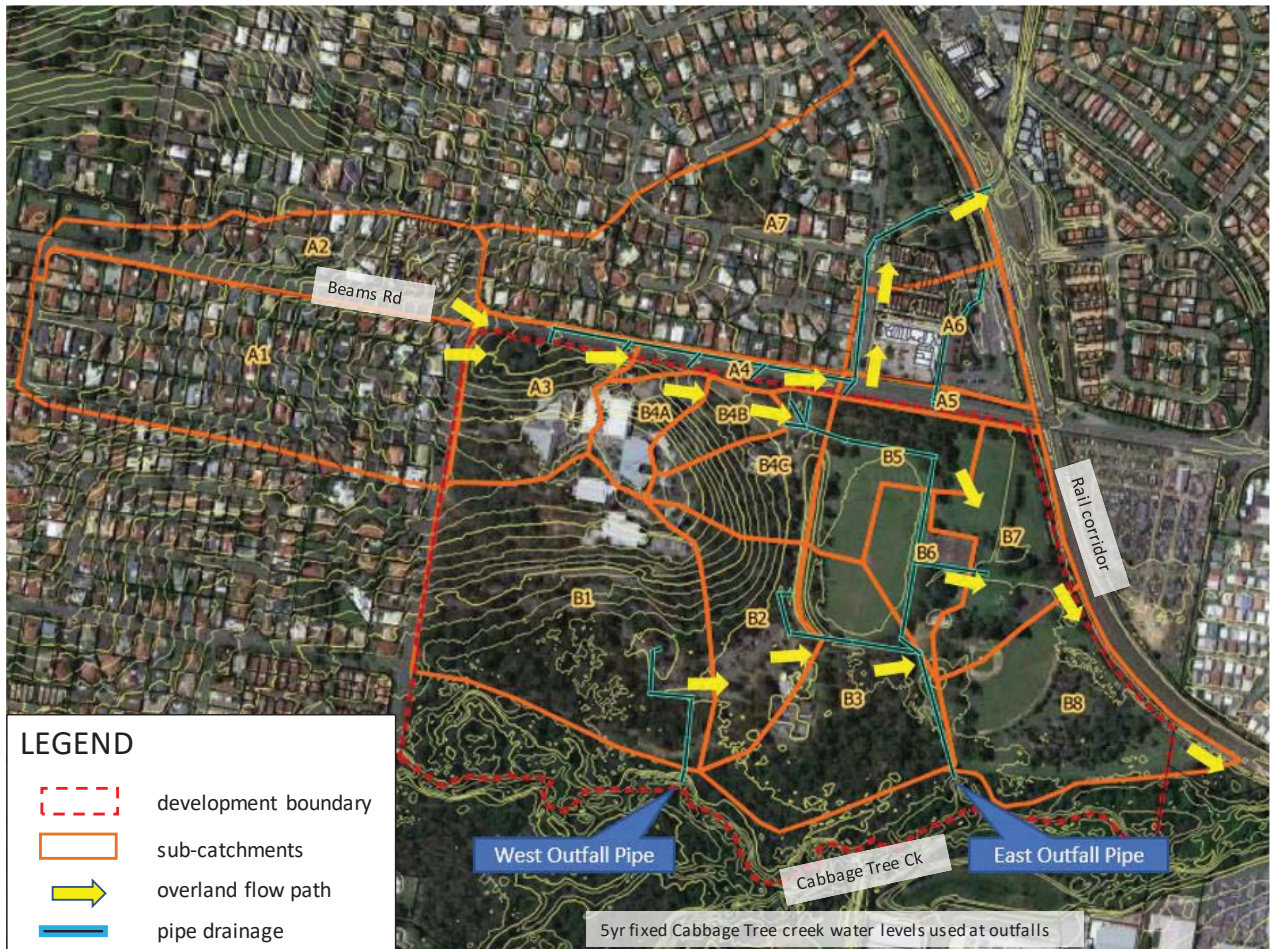 A7
A2
Beams Rd
A1
A6
A3
A4
A5
B4A
B4B
B4C
B5
Rail corridor
B7
B6
B1
B2
B3
B8
LEGEND
development boundary
sub-catchments
overland flow path
pipe drainage
West Outfall Pipe
East Outfall Pipe
Cabbage Tree Ck
5yr fixed Cabbage Tree creek water levels used at outfalls